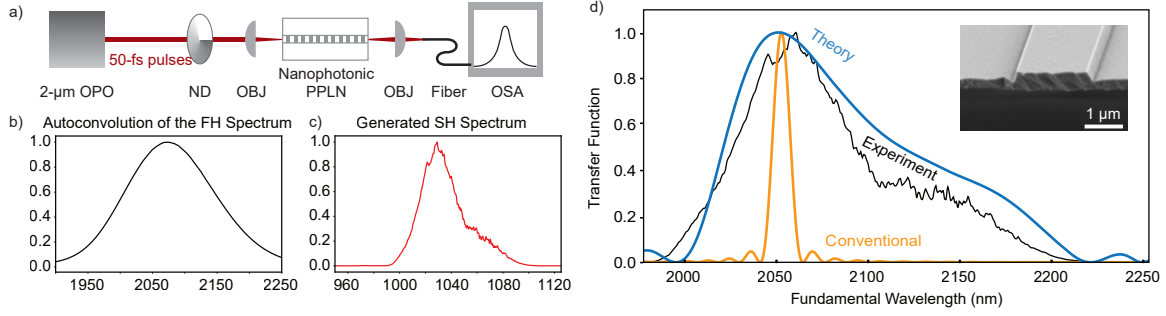 a)
50-fs pulses
2-μm OPO
ND
OBJ
Nanophotonic
PPLN
OBJ
Fiber
OSA
b)
Autoconvolution of the FH Spectrum
1.0
0.8
0.6
0.4
0.2
0.0
1950
2050
2150
2250
c)
Generated SH Spectrum
1.0
0.8
0.6
0.4
0.2
0.0
960
1000
1040
1080
1120
d)
Transfer Function
1.0
0.8
0.6
0.4
0.2
0.0
Theory
Experiment
Conventional
1 μm
2000
2050
2100
2150
2200
2250
Fundamental Wavelength (nm)